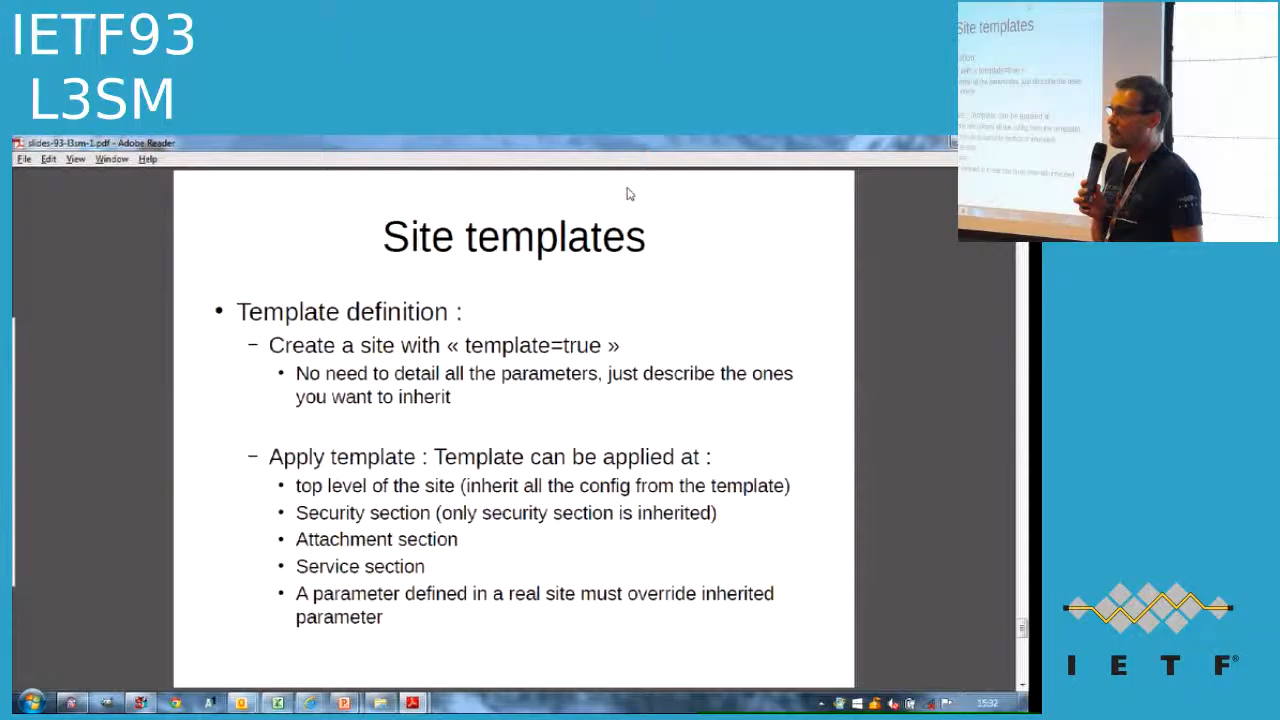 IETF93
L3SM
slides-93-l3sm-1.pdf - Adobe Reader
File Edit View Window Help
Site templates
• Template definition :
– Create a site with « template=true »
• No need to detail all the parameters, just describe the ones
you want to inherit
– Apply template : Template can be applied at :
• top level of the site (inherit all the config from the template)
• Security section (only security section is inherited)
• Attachment section
• Service section
• A parameter defined in a real site must override inherited
parameter
15:32
Site templates
I E T F®